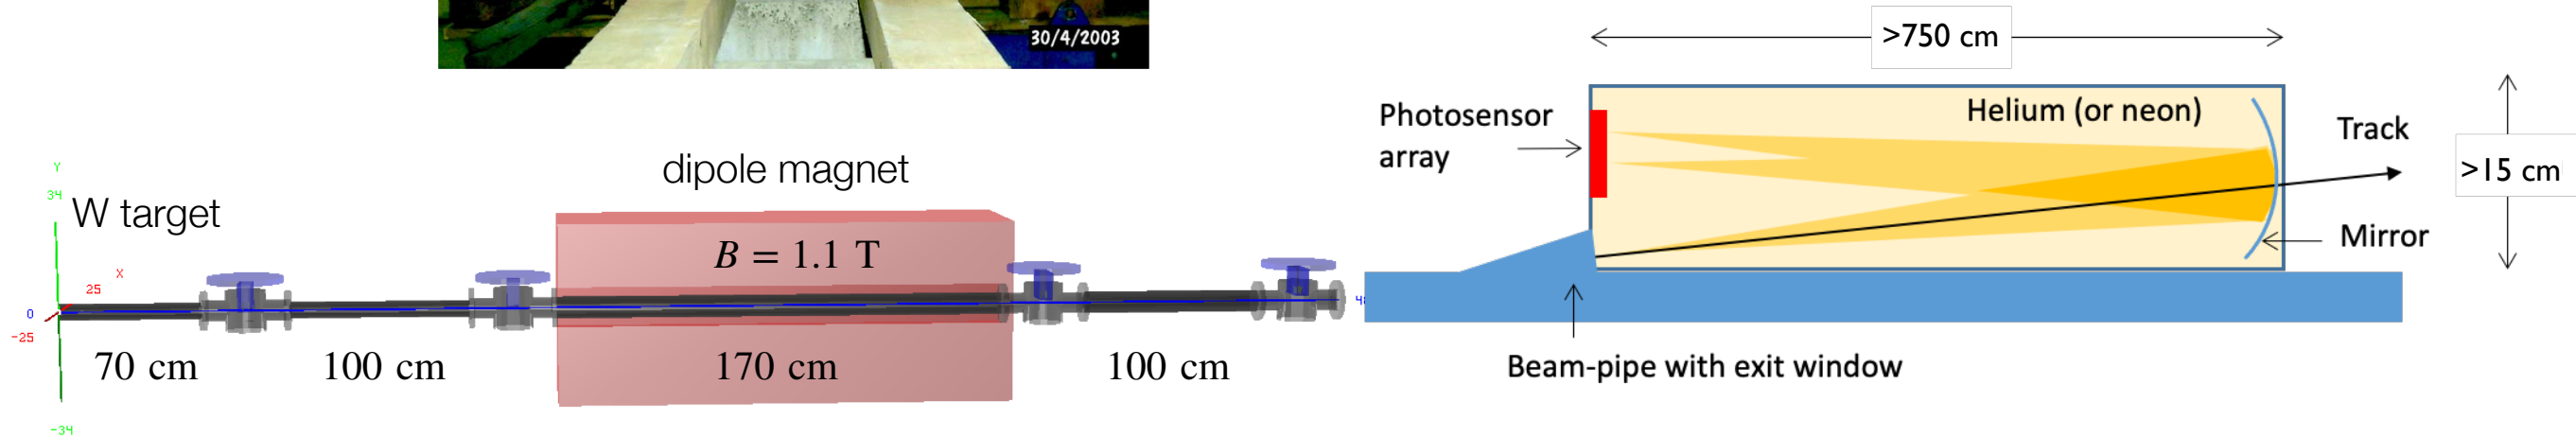 30/4/2003
>750 cm
Photosensor
array
Helium (or neon)
Track
>15 cm
Mirror
Beam-pipe with exit window
dipole magnet
W target
B = 1.1 T
Y
34
X
25
0
-25
-34
70 cm
100 cm
170 cm
100 cm